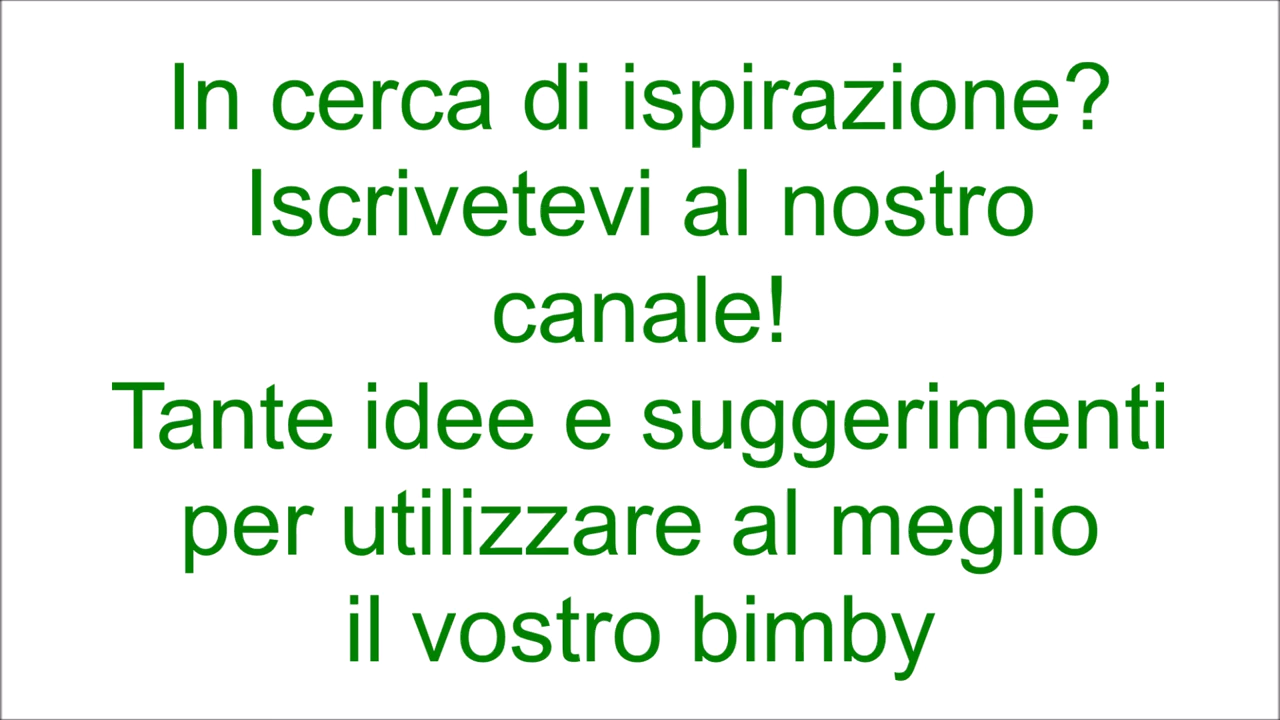 In cerca di ispirazione?
Iscrivetevi al nostro
canale!
Tante idee e suggerimenti
per utilizzare al meglio
il vostro bimby